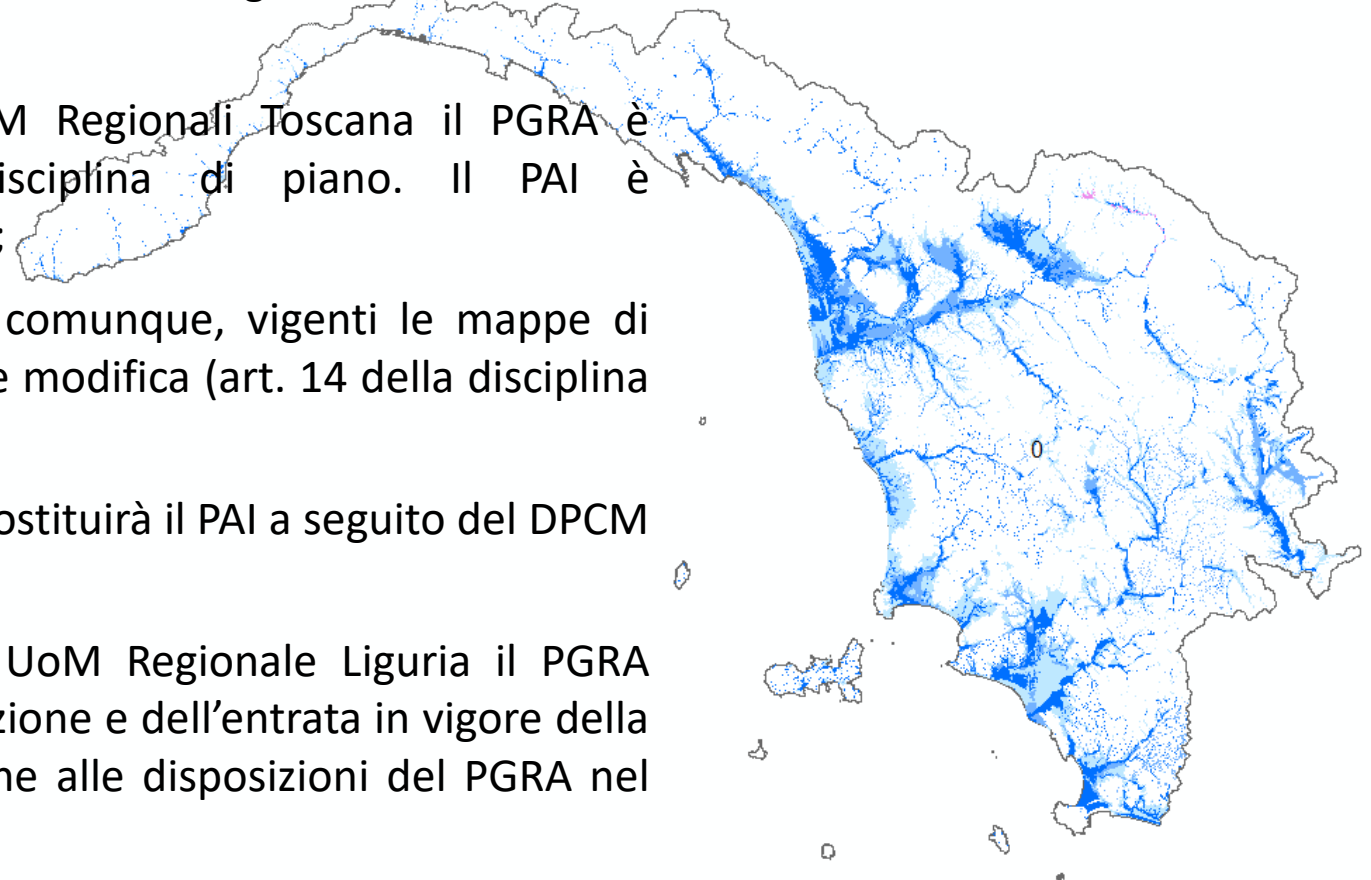 M Regionali Toscana il PGRA è
isciplina di piano. Il PAI è
;
comunque, vigenti le mappe di
e modifica (art. 14 della disciplina
ostituirà il PAI a seguito del DPCM
UoM Regionale Liguria il PGRA
zione e dell’entrata in vigore della
ne alle disposizioni del PGRA nel
0